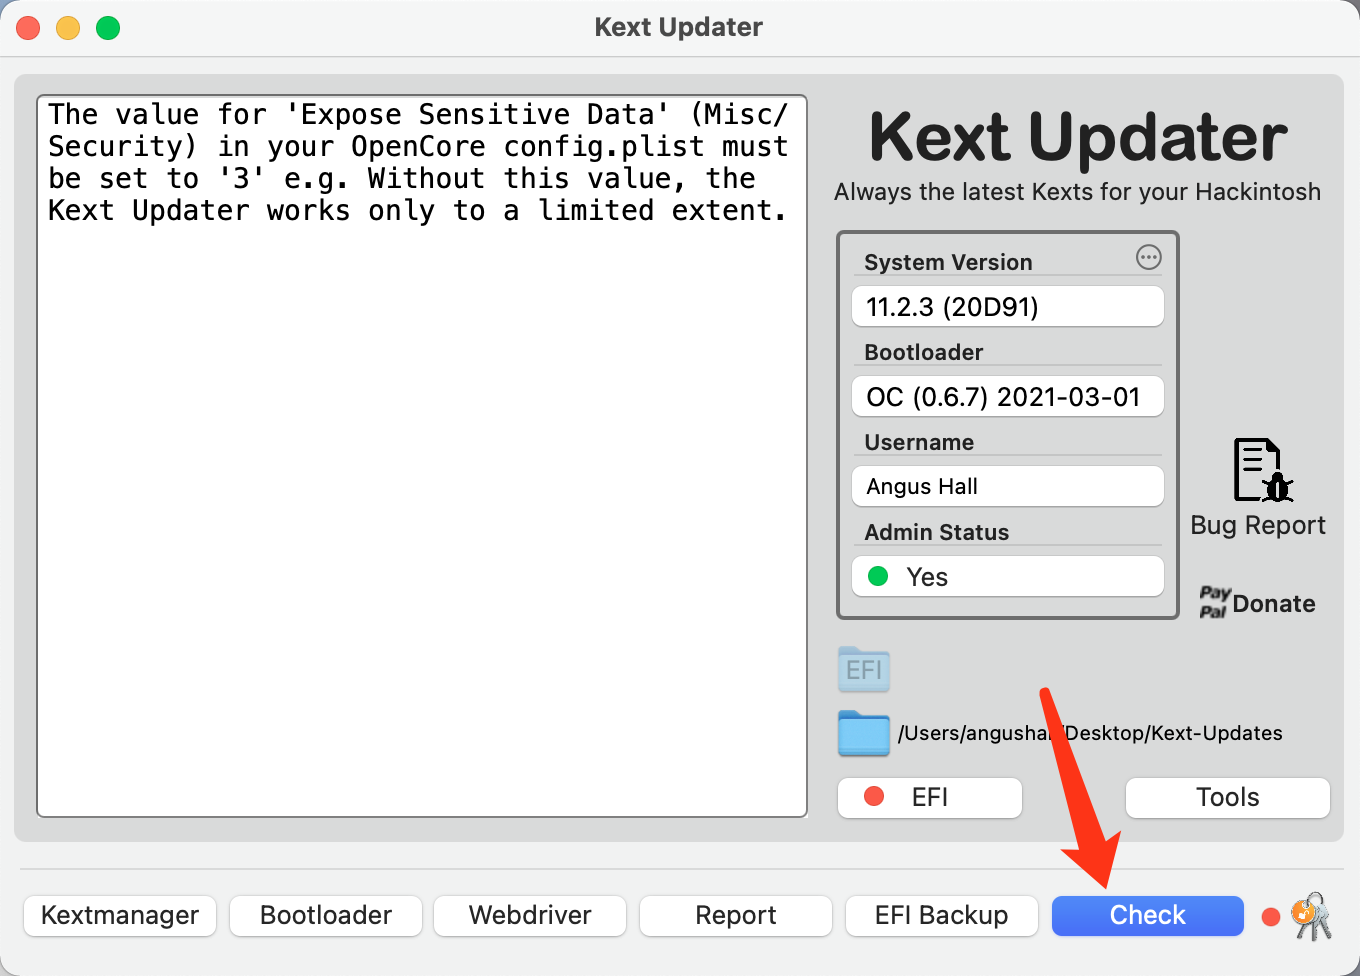 Kext Updater
The value for 'Expose Sensitive Data' (Misc/
Security) in your OpenCore config.plist must
be set to '3' e.g. Without this value, the
Kext Updater works only to a limited extent.
Kext Updater
Always the latest Kexts for your Hackintosh
System Version
11.2.3 (20D91)
Bootloader
OC (0.6.7) 2021-03-01
Username
Angus Hall
Admin Status
Yes
Bug Report
Pay
Pal
Donate
EFI
/Desktop/Kext-Updates
EFI
Tools
Kextmanager
Bootloader
Webdriver
Report
EFI Backup
Check